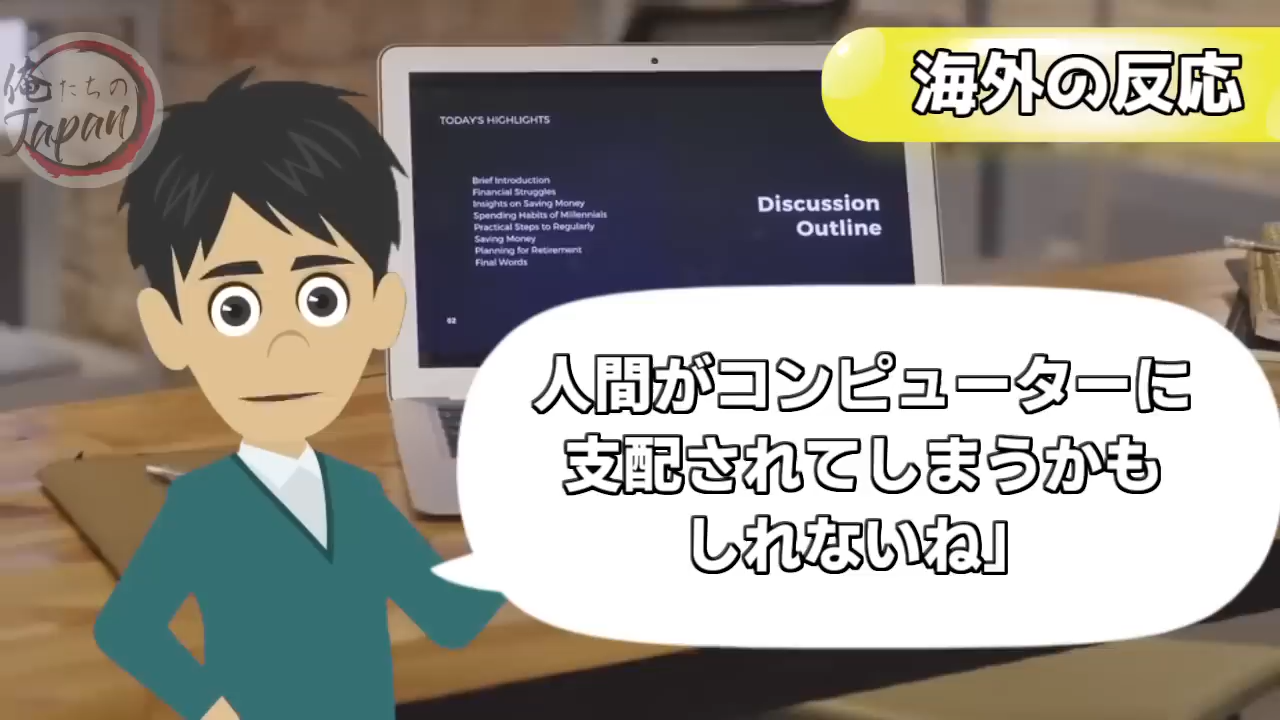 俺たちの
Japan
海外の反応
TODAY'S HIGHLIGHTS
Brief Introduction
Financial Struggles
Insights on Saving Money
Spending Habits of Millennials
Practical Steps to Regularly
Saving Money
Planning for Retirement
Final Words
Discussion
Outline
02
人間がコンピューターに
支配されてしまうかも
しれないね」